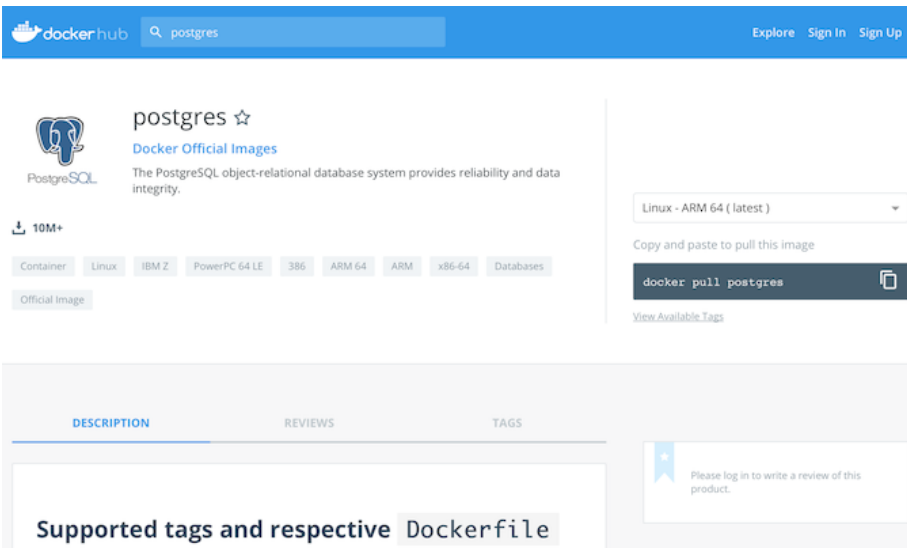 dockerhub
postgres
Explore Sign In Sign Up
PostgreSQL
postgres
Docker Official Images
The PostgreSQL object-relational database system provides reliability and data
integrity.
10M+
Container Linux IBM Z PowerPC 64 LE 386 ARM 64 ARM x86-64 Databases
Official Image
Linux - ARM 64 ( latest )
Copy and paste to pull this image
docker pull postgres
View Available Tags
DESCRIPTION REVIEWS TAGS
Please log in to write a review of this
product.
Supported tags and respective Dockerfile